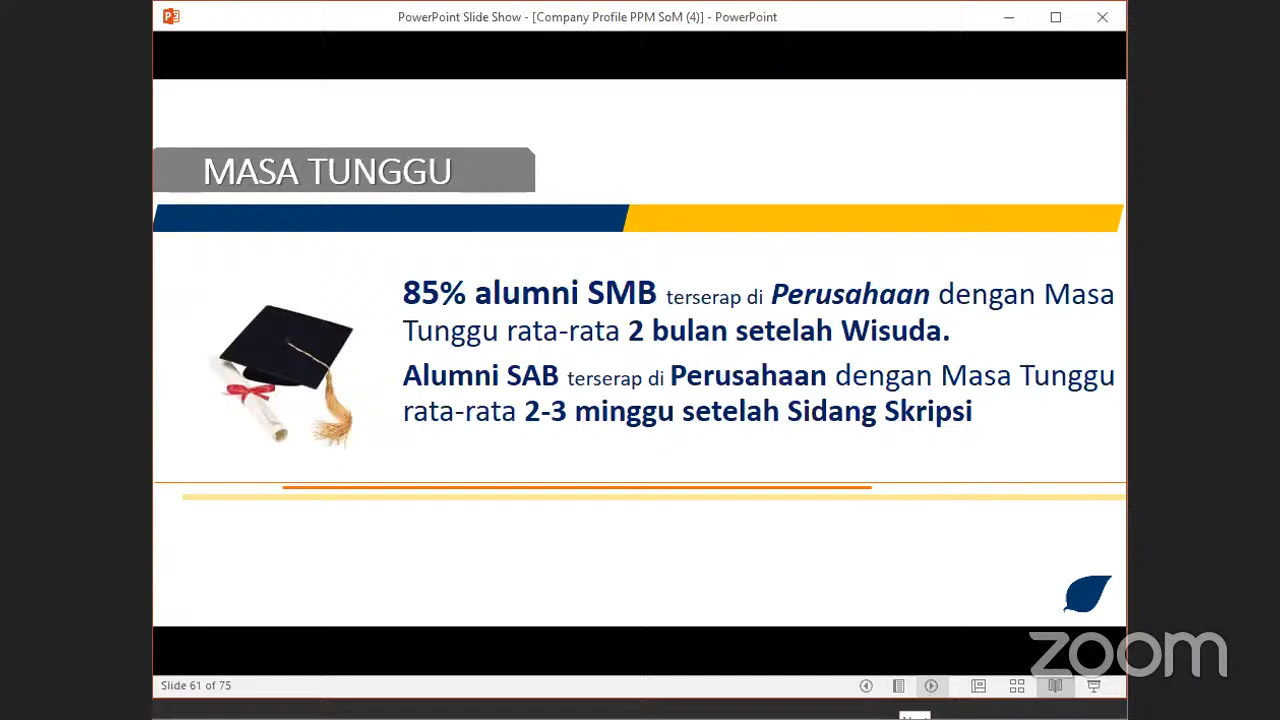 PowerPoint Slide Show - [Company Profile PPM SoM (4)] - PowerPoint
MASA TUNGGU
85% alumni SMB terserap di Perusahaan dengan Masa
Tunggu rata-rata 2 bulan setelah Wisuda.
Alumni SAB terserap di Perusahaan dengan Masa Tunggu
rata-rata 2-3 minggu setelah Sidang Skripsi
zoom
Slide 61 of 75